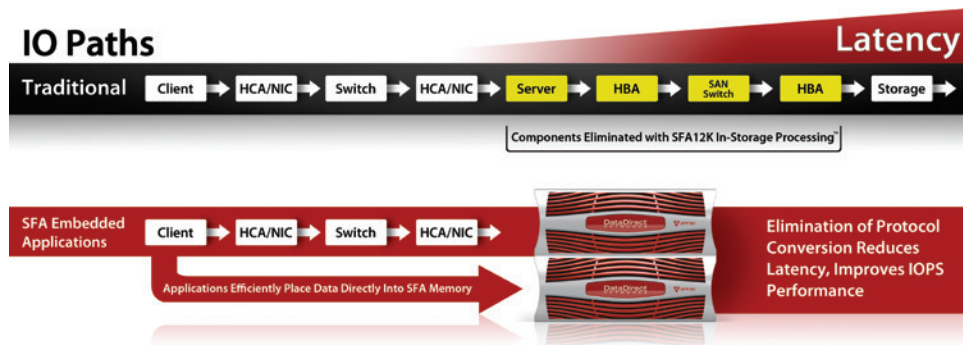 IO Paths
Latency
Traditional
Client
HCA/NIC
Switch
HCA/NIC
Server
HBA
SAN
Switch
HBA
Storage
Components Eliminated with SFA12K In-Storage Processing™
SFA Embedded
Applications
Client
HCA/NIC
Switch
HCA/NIC
DataDirect
Elimination of Protocol
Conversion Reduces
Latency, Improves IOPS
Performance
Applications Efficiently Place Data Directly Into SFA Memory
DataDirect